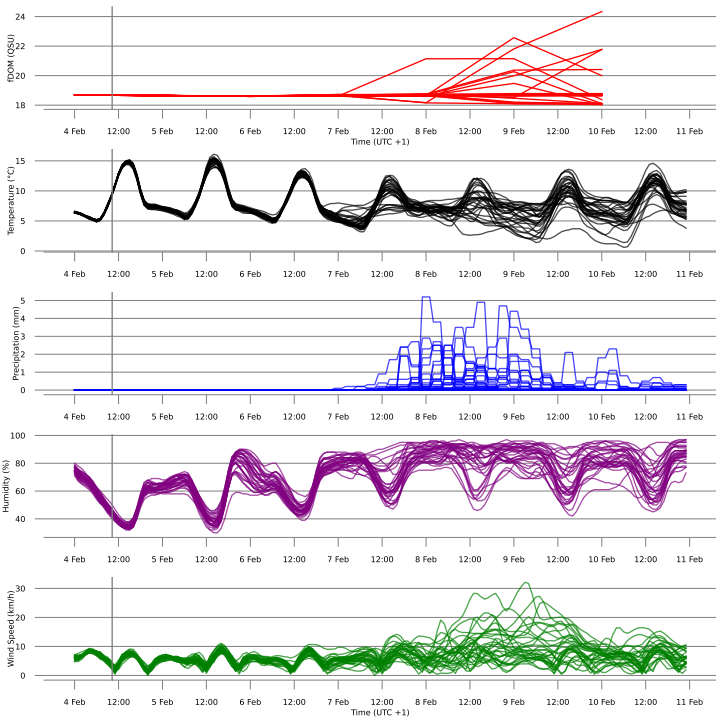 fDOM (QSU)
24
22
20
18
4 Feb 12:00 5 Feb 12:00 6 Feb 12:00 7 Feb 12:00 8 Feb 12:00 9 Feb 12:00 10 Feb 12:00 11 Feb
Time (UTC +1)
Temperature (°C)
15
10
5
0
4 Feb 12:00 5 Feb 12:00 6 Feb 12:00 7 Feb 12:00 8 Feb 12:00 9 Feb 12:00 10 Feb 12:00 11 Feb
Precipitation (mm)
5
4
3
2
1
0
4 Feb 12:00 5 Feb 12:00 6 Feb 12:00 7 Feb 12:00 8 Feb 12:00 9 Feb 12:00 10 Feb 12:00 11 Feb
Humidity (%)
100
80
60
40
4 Feb 12:00 5 Feb 12:00 6 Feb 12:00 7 Feb 12:00 8 Feb 12:00 9 Feb 12:00 10 Feb 12:00 11 Feb
Wind Speed (km/h)
30
20
10
0
4 Feb 12:00 5 Feb 12:00 6 Feb 12:00 7 Feb 12:00 8 Feb 12:00 9 Feb 12:00 10 Feb 12:00 11 Feb
Time (UTC +1)